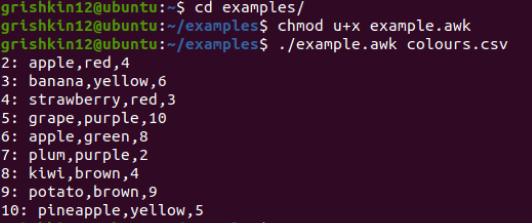 grishkin12@ubuntu:~$ cd examples/
grishkin12@ubuntu:~/examples$ chmod u+x example.awk
grishkin12@ubuntu:~/examples$ ./example.awk colours.csv
2: apple,red,4
3: banana,yellow,6
4: strawberry,red,3
5: grape,purple,10
6: apple,green,8
7: plum,purple,2
8: kiwi,brown,4
9: potato,brown,9
10: pineapple,yellow,5